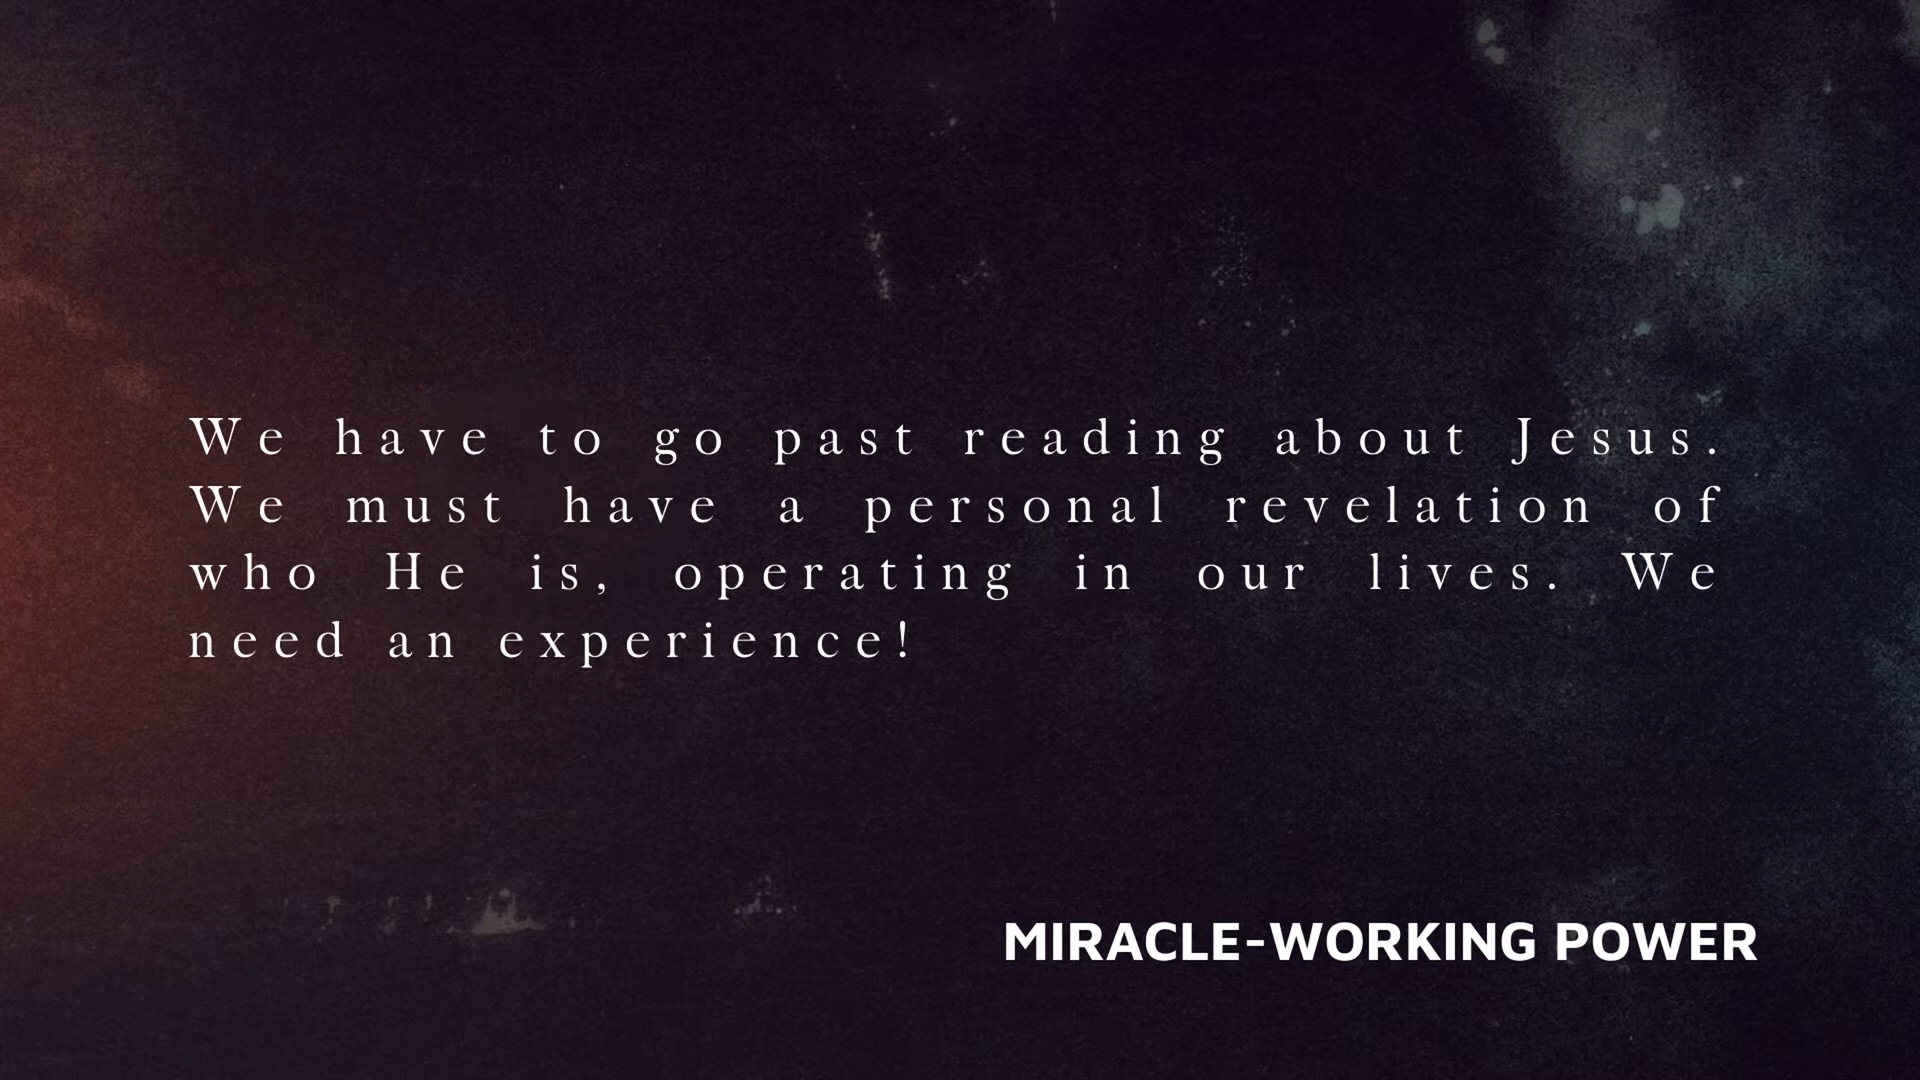 We have to go past reading about Jesus.
We must have a personal revelation of
who He is, operating in our lives. We
need an experience!
MIRACLE-WORKING POWER